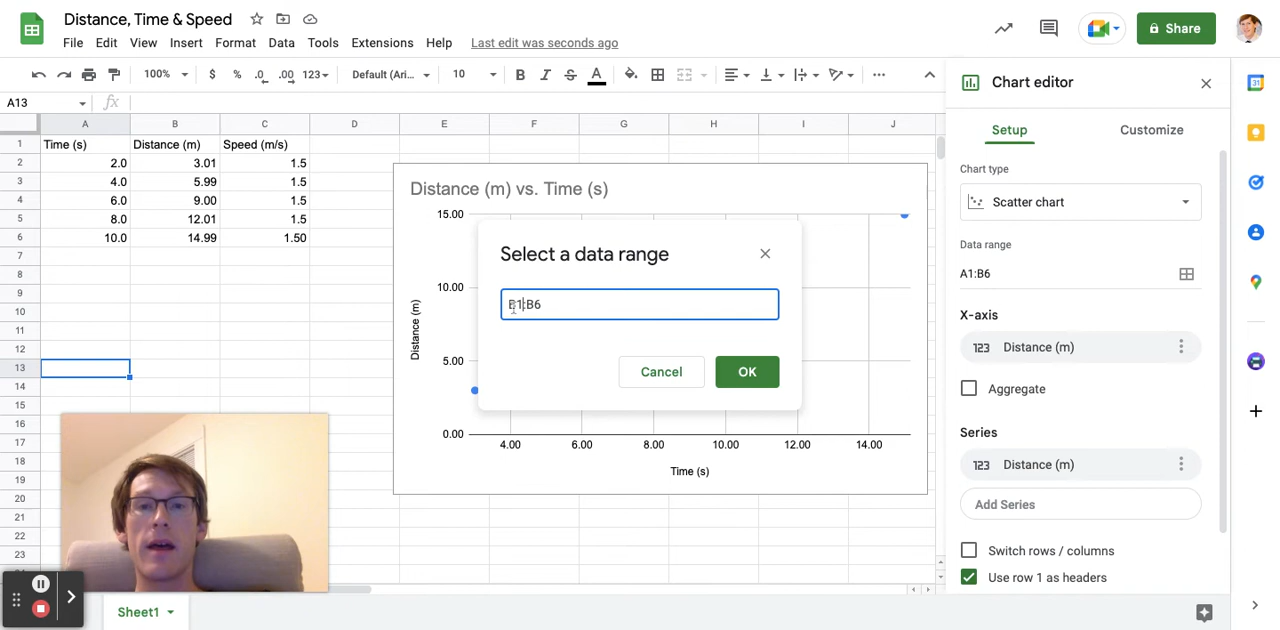 Distance, Time & Speed
Share
File Edit View Insert Format Data Tools Extensions Help Last edit was seconds ago
100% $ % .0 .00 123 Default (Ari... 10 B I S A
A13 fx
A B C D E F G H I J
1 Time (s) Distance (m) Speed (m/s)
2 2.0 3.01 1.5
3 4.0 5.99 1.5
4 6.0 9.00 1.5
5 8.0 12.01 1.5
6 10.0 14.99 1.50
7
8
9
10
11
12
13
14
15
16
17
18
19
20
21
22
23
Sheet1
Distance (m) vs. Time (s)
15.00
10.00
5.00
0.00
Distance (m)
4.00 6.00 8.00 10.00 12.00 14.00
Time (s)
Select a data range
B1:B6
Cancel OK
Chart editor
Setup Customize
Chart type
Scatter chart
Data range
A1:B6
X-axis
123 Distance (m)
Aggregate
Series
123 Distance (m)
Add Series
Switch rows / columns
Use row 1 as headers
31